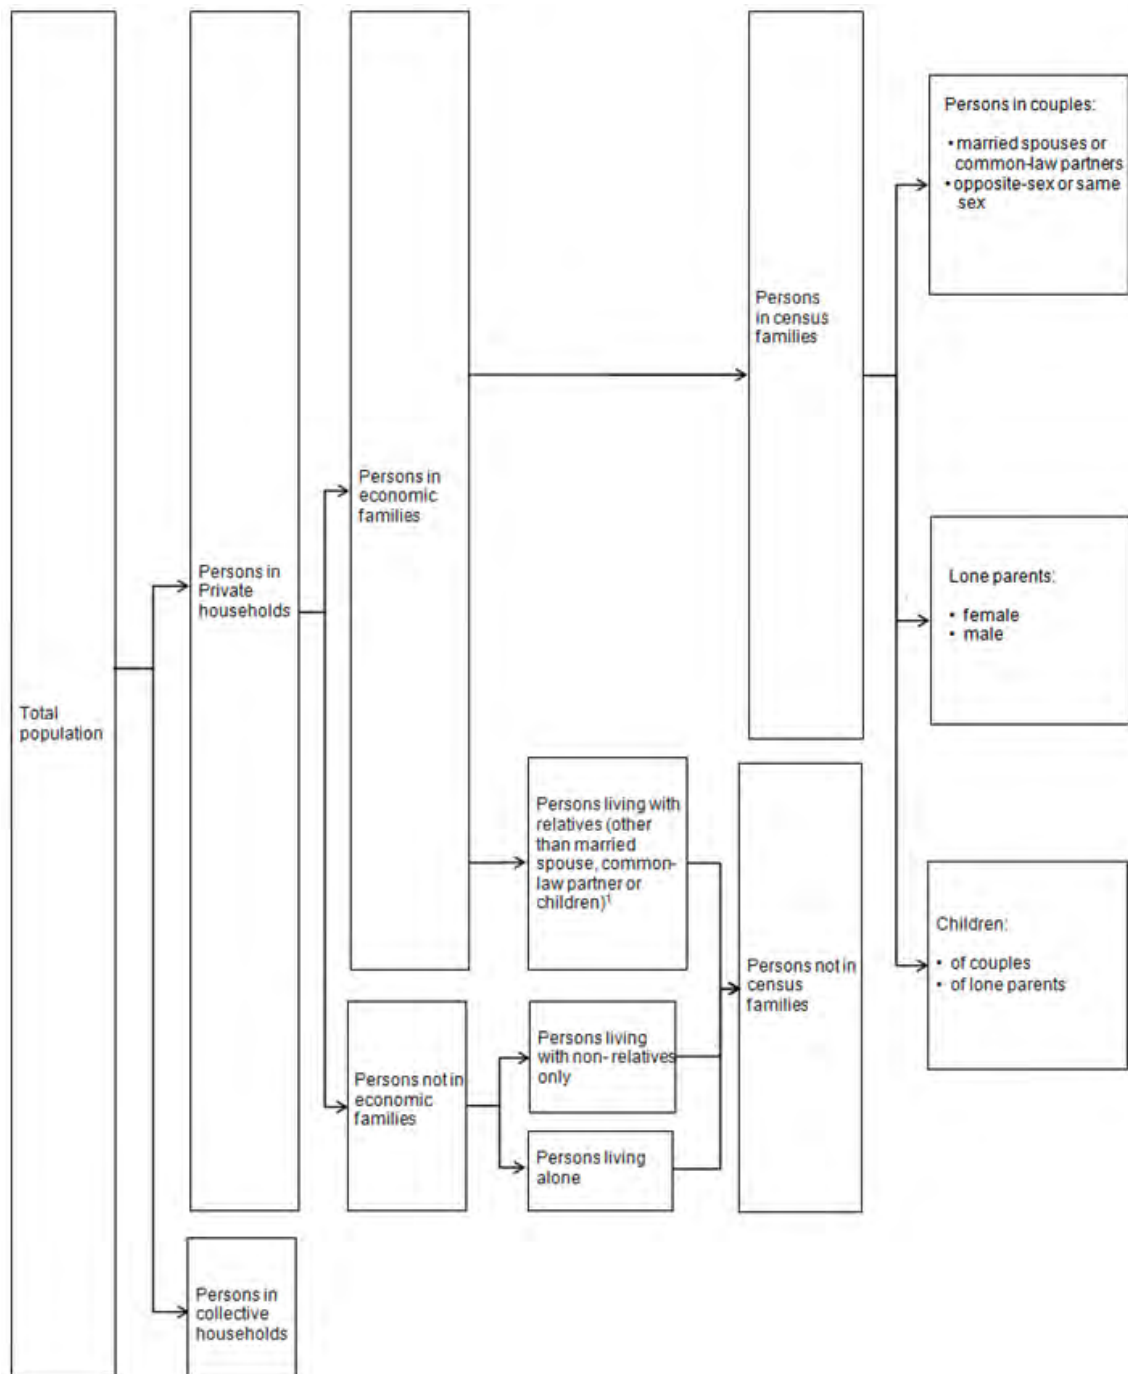 Total
population
Persons in
Private
households
Persons in
collective
households
Persons in
economic
families
Persons not in
economic
families
Persons living with
relatives (other
than married
spouse, common-
law partner or
children)1
Persons living
with non- relatives
only
Persons living
alone
Persons
in census
families
Persons not in
census
families
Persons in couples:
• married spouses or
common-law partners
• opposite-sex or same
sex
Lone parents:
• female
• male
Children:
• of couples
• of lone parents